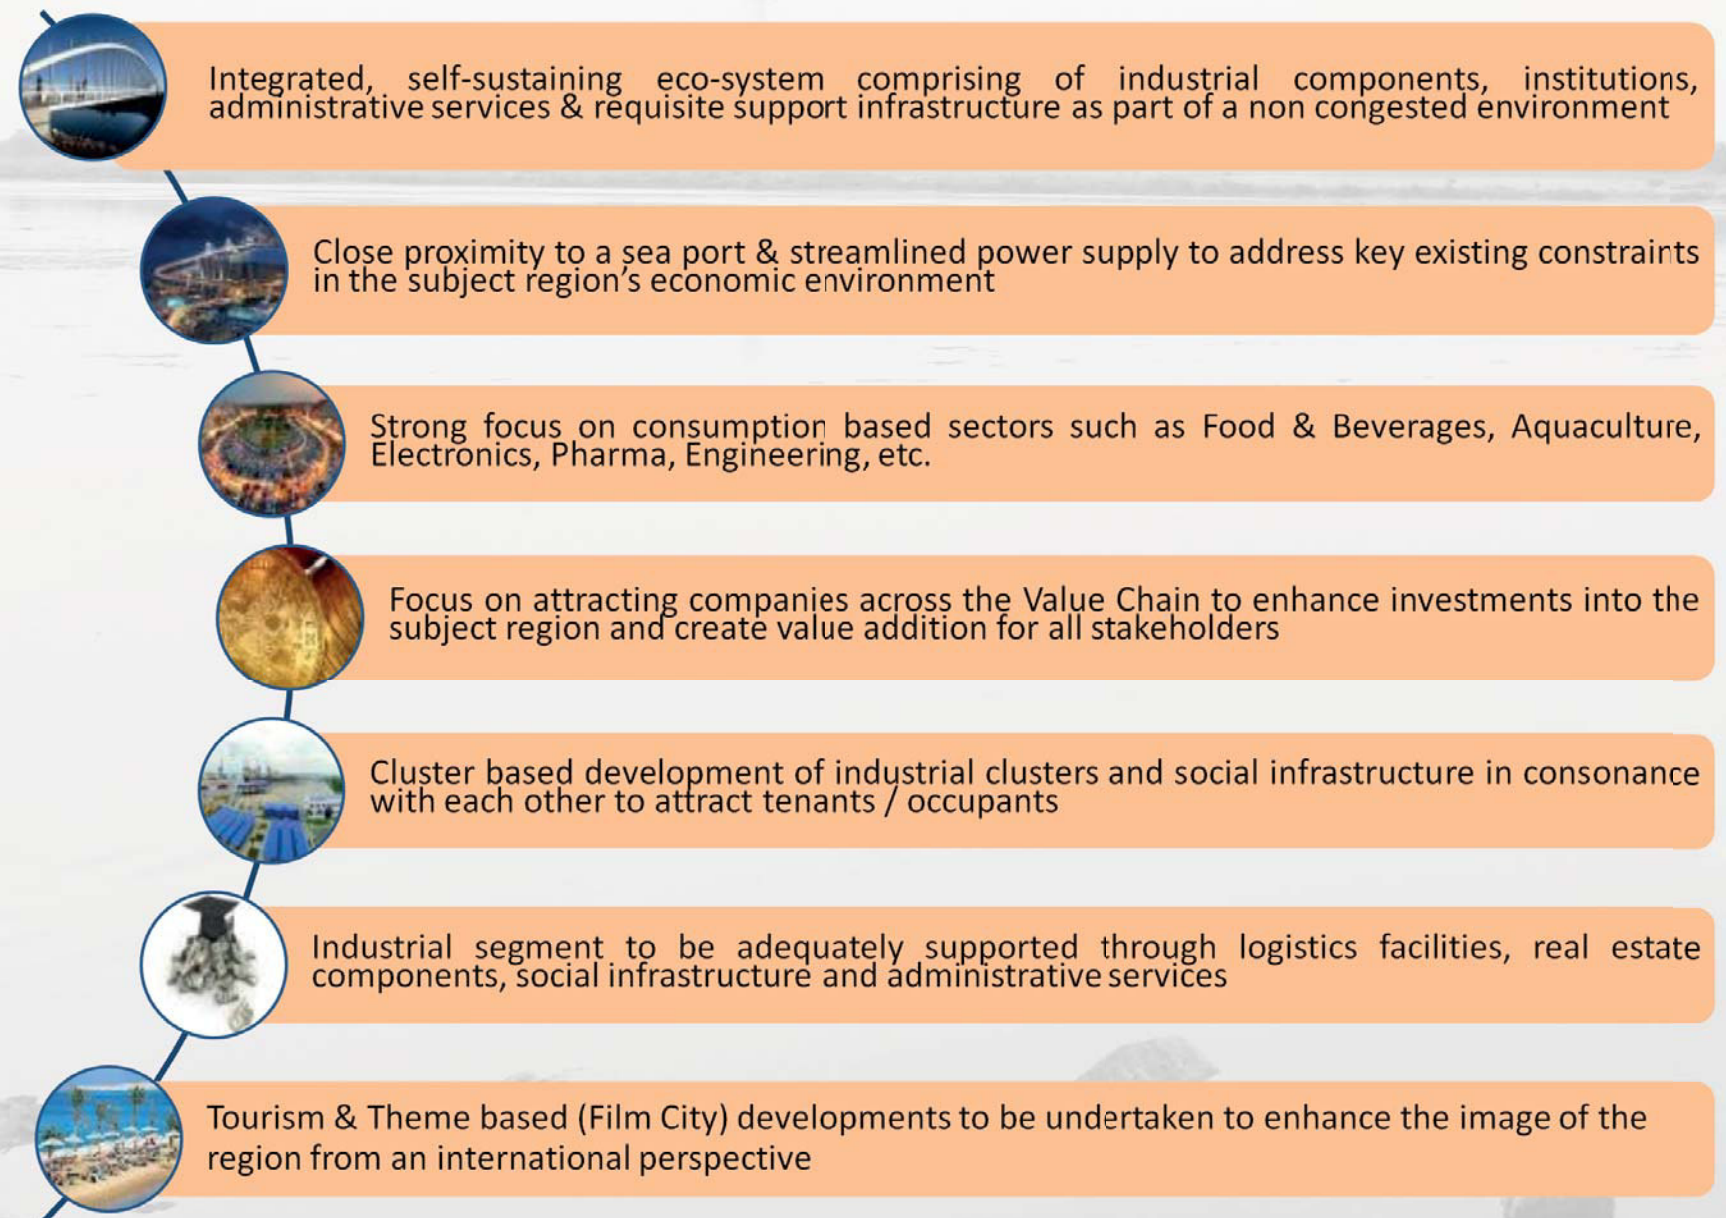 Integrated, self-sustaining eco-system comprising of industrial components, institutions,
administrative services & requisite support infrastructure as part of a non congested environment
Close proximity to a sea port & streamlined power supply to address key existing constraints
in the subject region’s economic environment
Strong focus on consumption based sectors such as Food & Beverages, Aquaculture,
Electronics, Pharma, Engineering, etc.
Focus on attracting companies across the Value Chain to enhance investments into the
subject region and create value addition for all stakeholders
Cluster based development of industrial clusters and social infrastructure in consonance
with each other to attract tenants / occupants
Industrial segment to be adequately supported through logistics facilities, real estate
components, social infrastructure and administrative services
Tourism & Theme based (Film City) developments to be undertaken to enhance the image of the
region from an international perspective